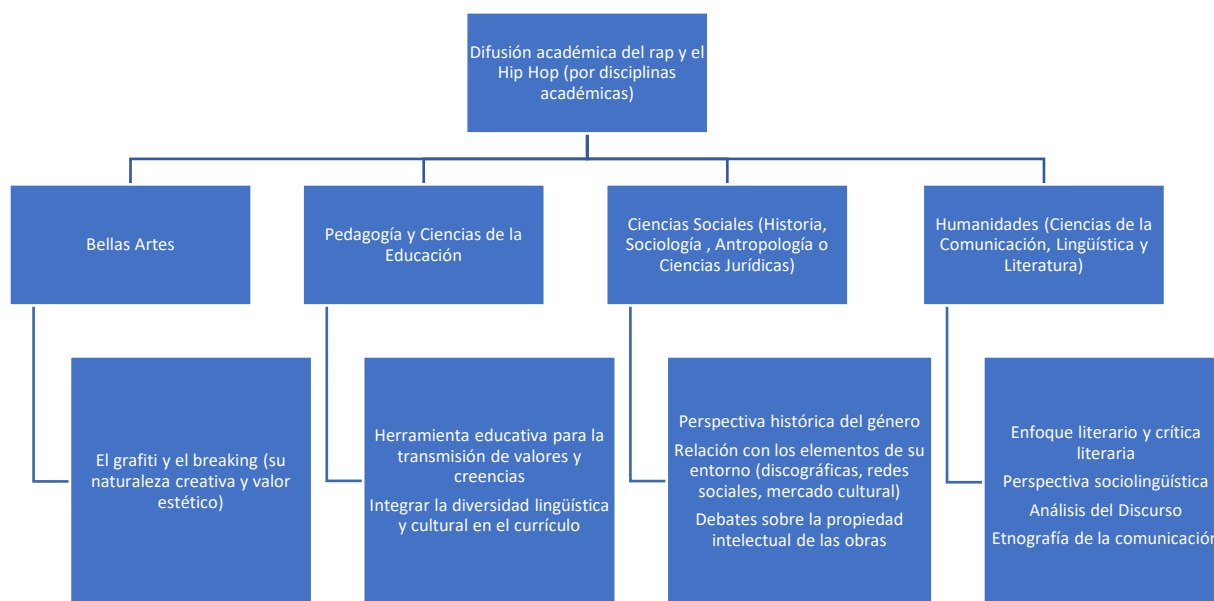 Difusión académica del rap y el
Hip Hop (por disciplinas
académicas)
Bellas Artes
Pedagogía y Ciencias de la
Educación
Ciencias Sociales (Historia,
Sociología , Antropología o
Ciencias Jurídicas)
Humanidades (Ciencias de la
Comunicación, Lingüística y
Literatura)
El grafiti y el breaking (su
naturaleza creativa y valor
estético)
Herramienta educativa para la
transmisión de valores y
creencias
Integrar la diversidad lingüística
y cultural en el currículo
Perspectiva histórica del género
Relación con los elementos de su
entorno (discográficas, redes
sociales, mercado cultural)
Debates sobre la propiedad
intelectual de las obras
Enfoque literario y crítica
literaria
Perspectiva sociolingüística
Análisis del Discurso
Etnografía de la comunicación